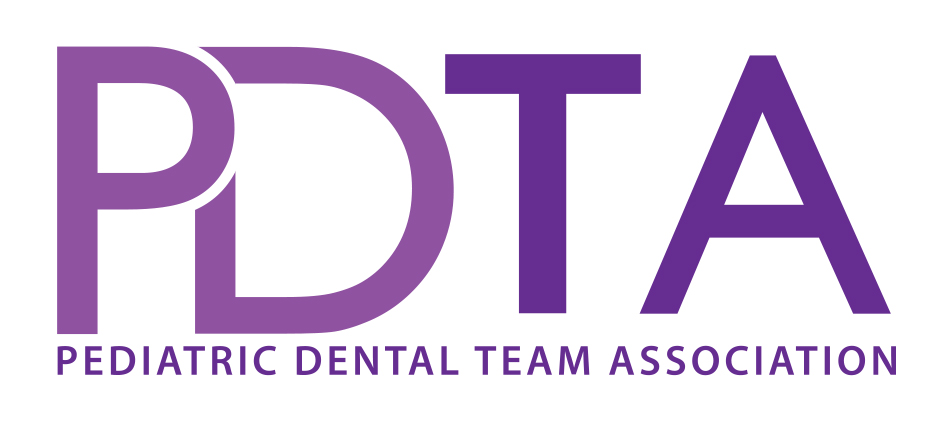 PDTA
PEDIATRIC DENTAL TEAM ASSOCIATION